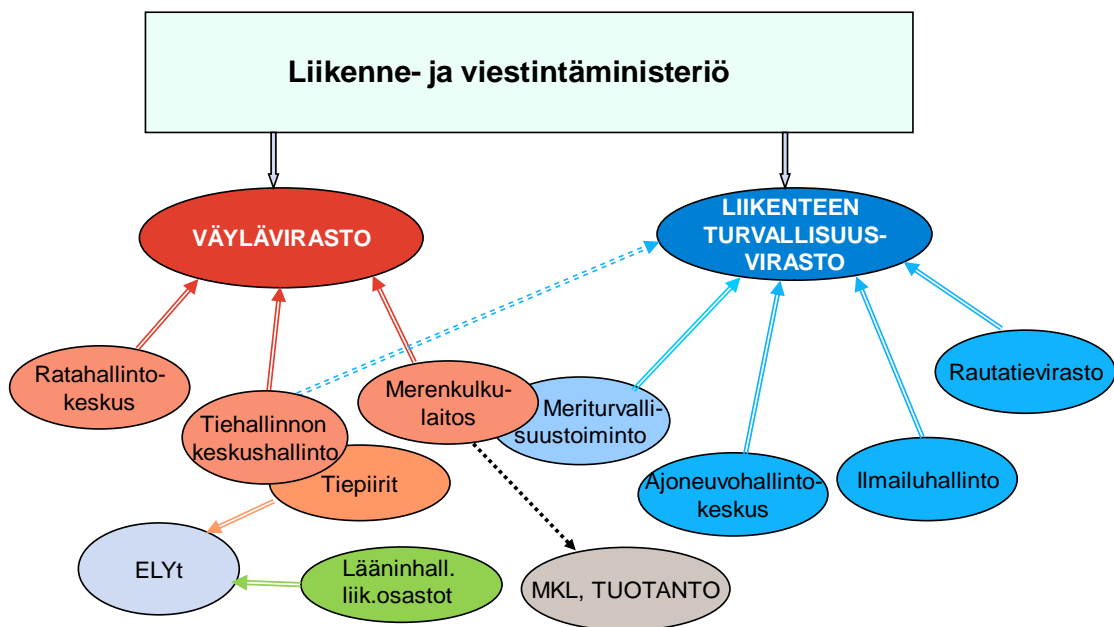 Liikenne- ja viestintäministeriö
VÄYLÄVIRASTO
LIIKENTEEN
TURVALLISUUS-
VIRASTO
Ratahallinto-
keskus
Tiehallinnon
keskushallinto
Merenkulku-
laitos
Meriturvalli-
suustoiminto
Rautatievirasto
Tiepiirit
Ajoneuvohallinto-
keskus
Ilmailuhallinto
ELYt
Lääninhall.
liik.osastot
MKL, TUOTANTO